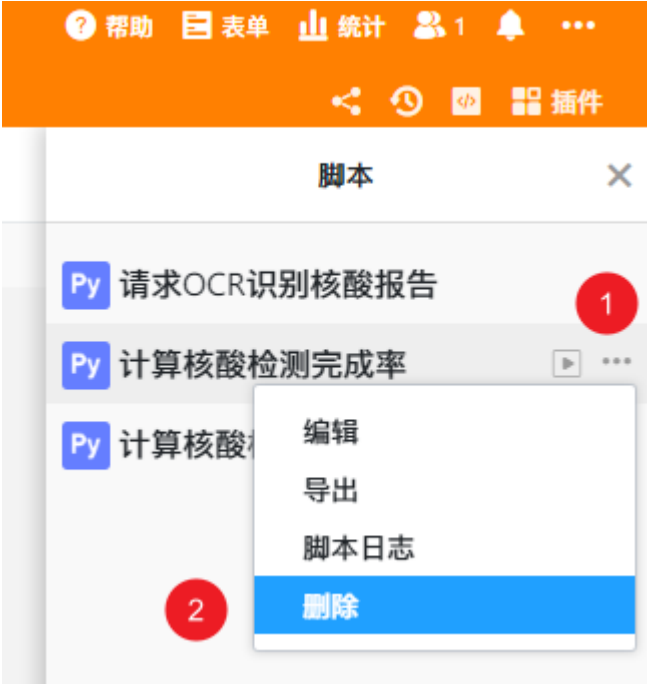 帮助 表单 统计 1
插件
脚本
Py 请求OCR识别核酸报告
1
Py 计算核酸检测完成率
Py 计算核酸
编辑
导出
脚本日志
2 删除